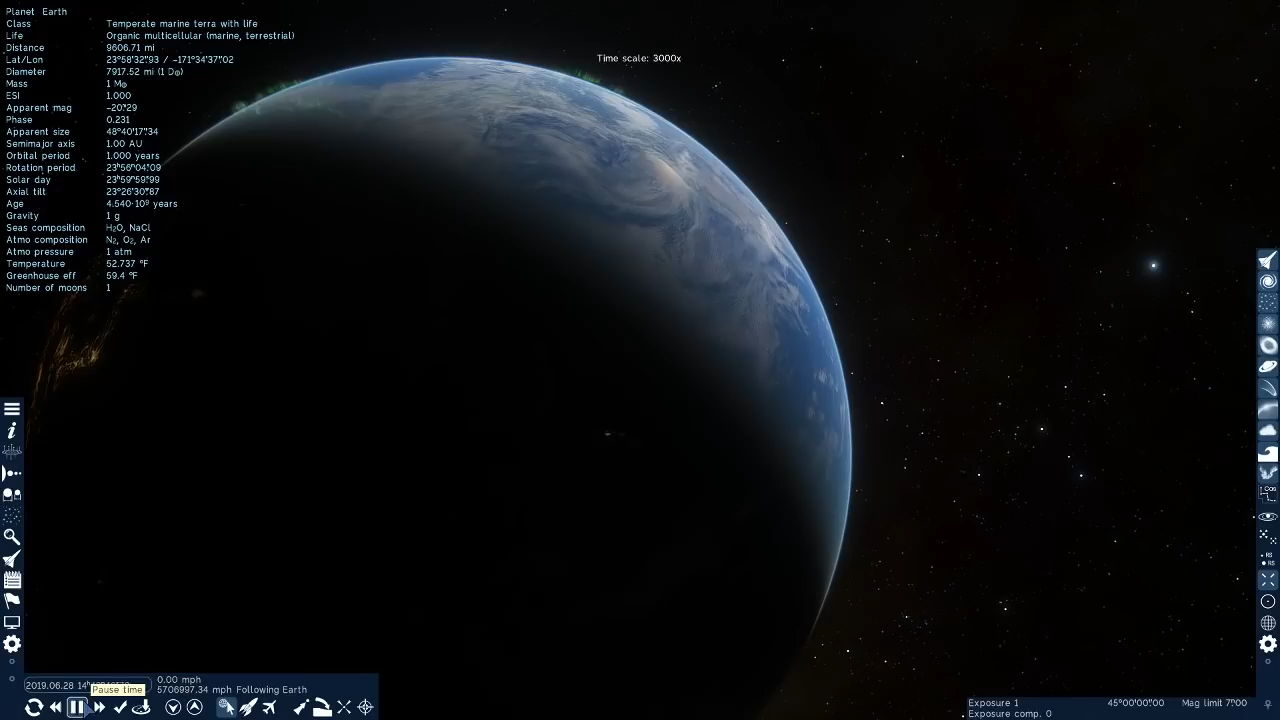 Planet Earth
Class Temperate marine terra with life
Life Organic multicellular (marine, terrestrial)
Distance 9606.71 mi
Lat/Lon 23°58'32"93 / -171°34'37"02
Diameter 7917.52 mi (1 D⊕)
Mass 1 M⊕
ESI 1.000
Apparent mag -20ᵐ29
Phase 0.231
Apparent size 48°40'17"34
Semimajor axis 1.00 AU
Orbital period 1.000 years
Rotation period 23ʰ56ᵐ04ˢ09
Solar day 23ʰ59ᵐ59ˢ99
Axial tilt 23°26'30"87
Age 4.540·10⁹ years
Gravity 1 g
Seas composition H₂O, NaCl
Atmo composition N₂, O₂, Ar
Atmo pressure 1 atm
Temperature 52.737 °F
Greenhouse eff 59.4 °F
Number of moons 1
Time scale: 3000x
Gas
RS
RS
2019.06.28
Pause time
0.00 mph
5706997.34 mph Following Earth
Exposure 1 45°00'00"00 Mag limit 7ᵐ00
Exposure comp. 0